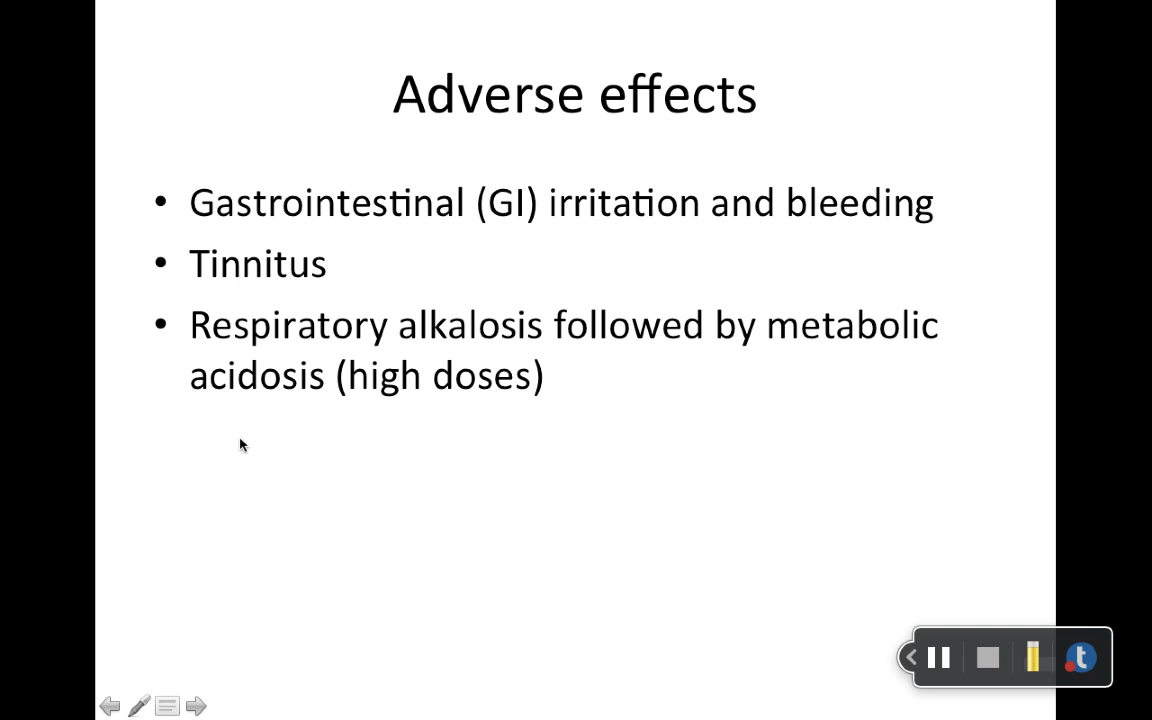 Adverse effects
• Gastrointestinal (GI) irritation and bleeding
• Tinnitus
• Respiratory alkalosis followed by metabolic
acidosis (high doses)
t